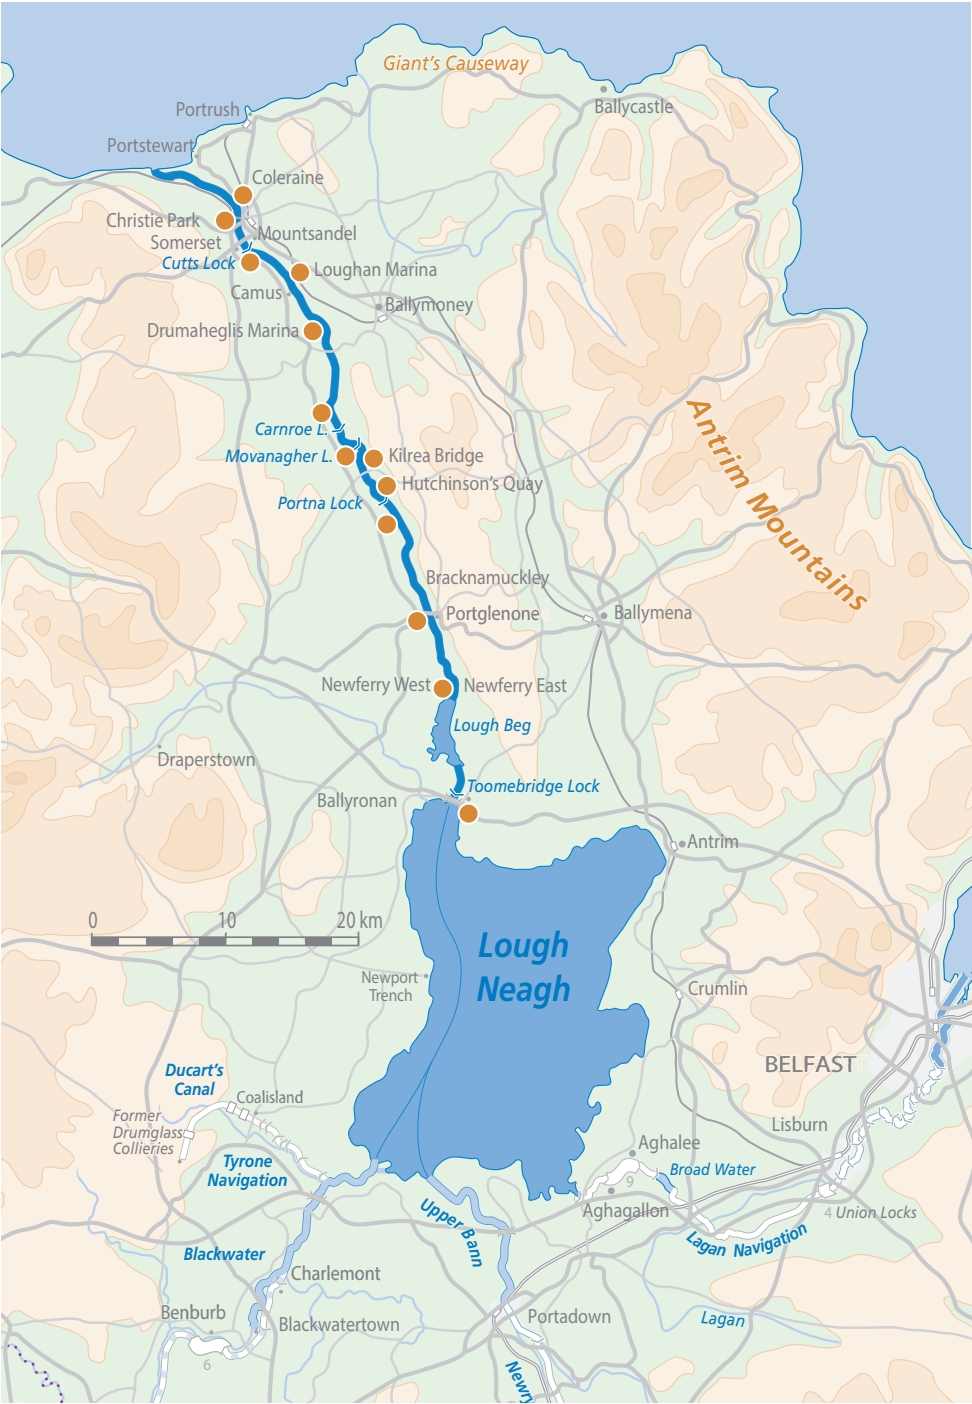 Giant's Causeway
Ballycastle
Portrush
Portstewart
Coleraine
Christie Park
Mountsandel
Somerset
Cutts Lock
Loughan Marina
Camus
Ballymoney
Drumaheglis Marina
Antrim Mountains
Carnroe L.
Movanagher L.
Kilrea Bridge
Hutchinson's Quay
Portna Lock
Bracknamuckley
Portglenone
Ballymena
Newferry West
Newferry East
Lough Beg
Draperstown
Toomebridge Lock
Ballyronan
Antrim
0
10
20 km
Lough
Neagh
Newport
Trench
Crumlin
BELFAST
Ducart's
Canal
Coalisland
Former
Drumglass
Collieries
Lisburn
Aghalee
Tyrone
Navigation
Broad Water
9
Aghagallon
4 Union Locks
Upper Bann
Lagan Navigation
Blackwater
Charlemont
Benburb
Blackwatertown
Portadown
Lagan
6
Newry